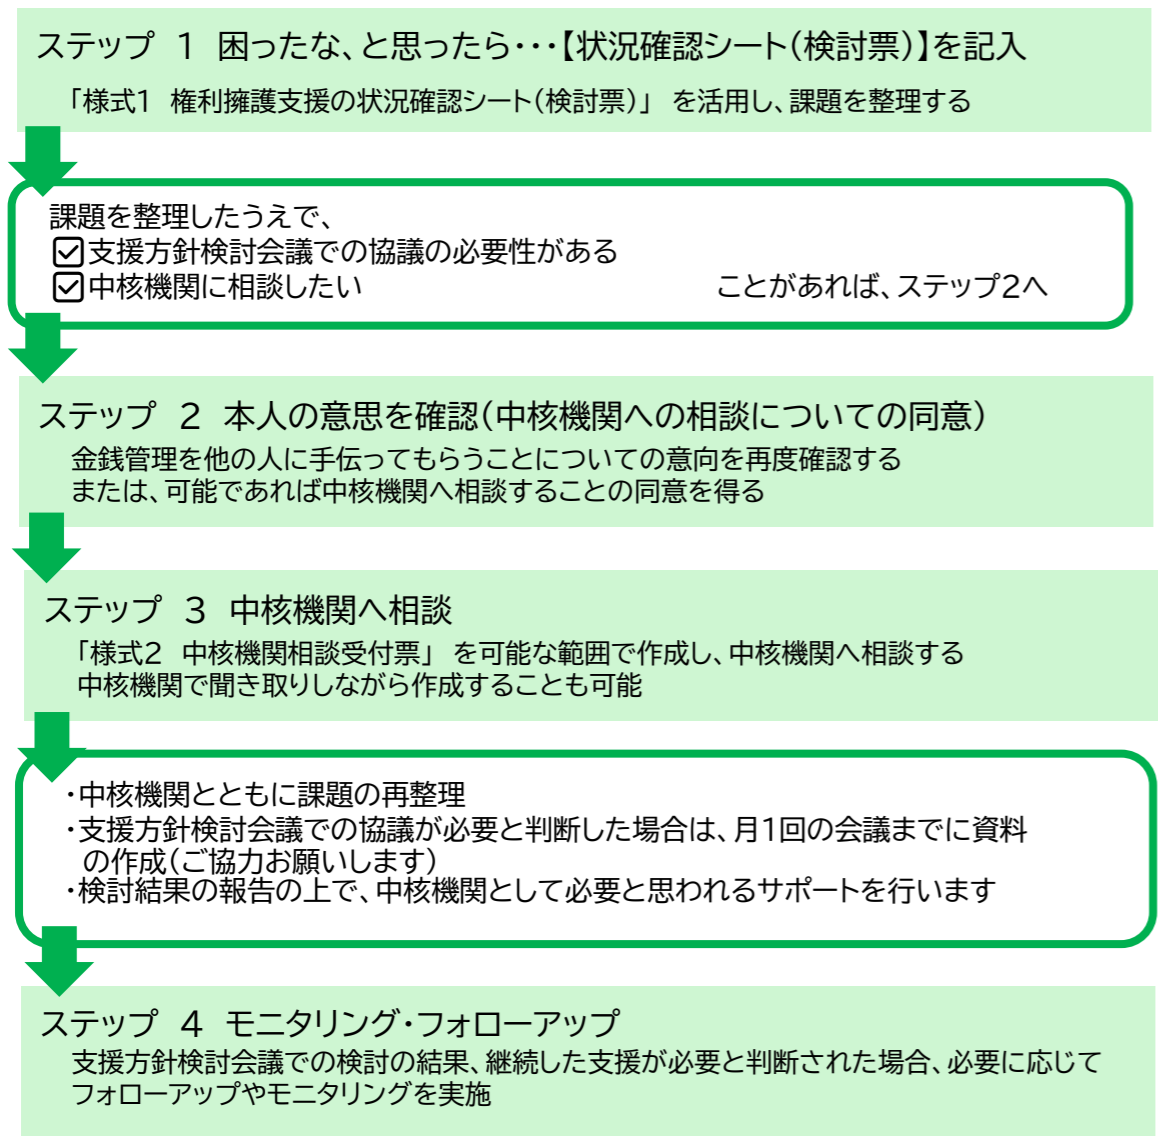 ステップ 1 困ったな、と思ったら・・・【状況確認シート(検討票)】を記入
「様式1 権利擁護支援の状況確認シート(検討票)」 を活用し、課題を整理する
課題を整理したうえで、
☑支援方針検討会議での協議の必要性がある
☑中核機関に相談したい ことがあれば、ステップ2へ
ステップ 2 本人の意思を確認(中核機関への相談についての同意)
金銭管理を他の人に手伝ってもらうことについての意向を再度確認する
または、可能であれば中核機関へ相談することの同意を得る
ステップ 3 中核機関へ相談
「様式2 中核機関相談受付票」 を可能な範囲で作成し、中核機関へ相談する
中核機関で聞き取りしながら作成することも可能
・中核機関とともに課題の再整理
・支援方針検討会議での協議が必要と判断した場合は、月1回の会議までに資料
の作成(ご協力お願いします)
・検討結果の報告の上で、中核機関として必要と思われるサポートを行います
ステップ 4 モニタリング・フォローアップ
支援方針検討会議での検討の結果、継続した支援が必要と判断された場合、必要に応じて
フォローアップやモニタリングを実施